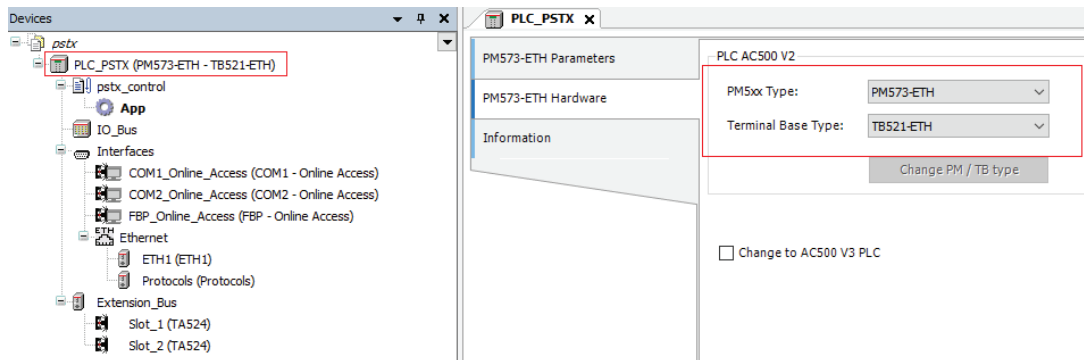 Devices
pstx
PLC_PSTX (PM573-ETH - TB521-ETH)
pstx_control
App
IO_Bus
Interfaces
COM1_Online_Access (COM1 - Online Access)
COM2_Online_Access (COM2 - Online Access)
FBP_Online_Access (FBP - Online Access)
ETH
Ethernet
ETH1 (ETH1)
Protocols (Protocols)
Extension_Bus
Slot_1 (TA524)
Slot_2 (TA524)
PLC_PSTX
PM573-ETH Parameters
PM573-ETH Hardware
Information
PLC AC500 V2
PM5xx Type: PM573-ETH
Terminal Base Type: TB521-ETH
Change PM / TB type
Change to AC500 V3 PLC